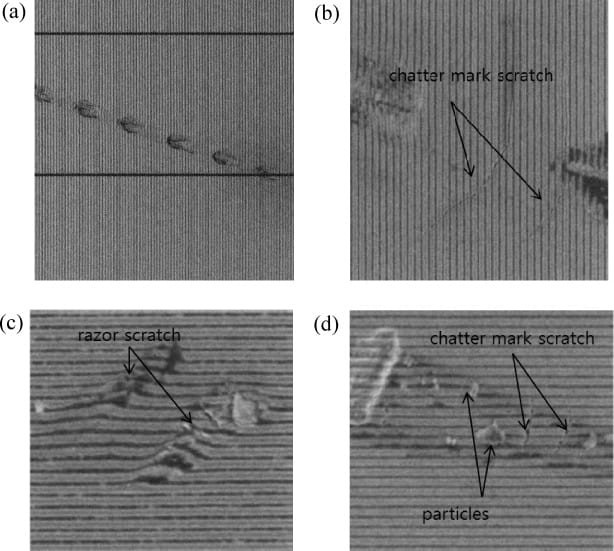 (a)
(b)
chatter mark scratch
(c)
razor scratch
(d)
chatter mark scratch
particles